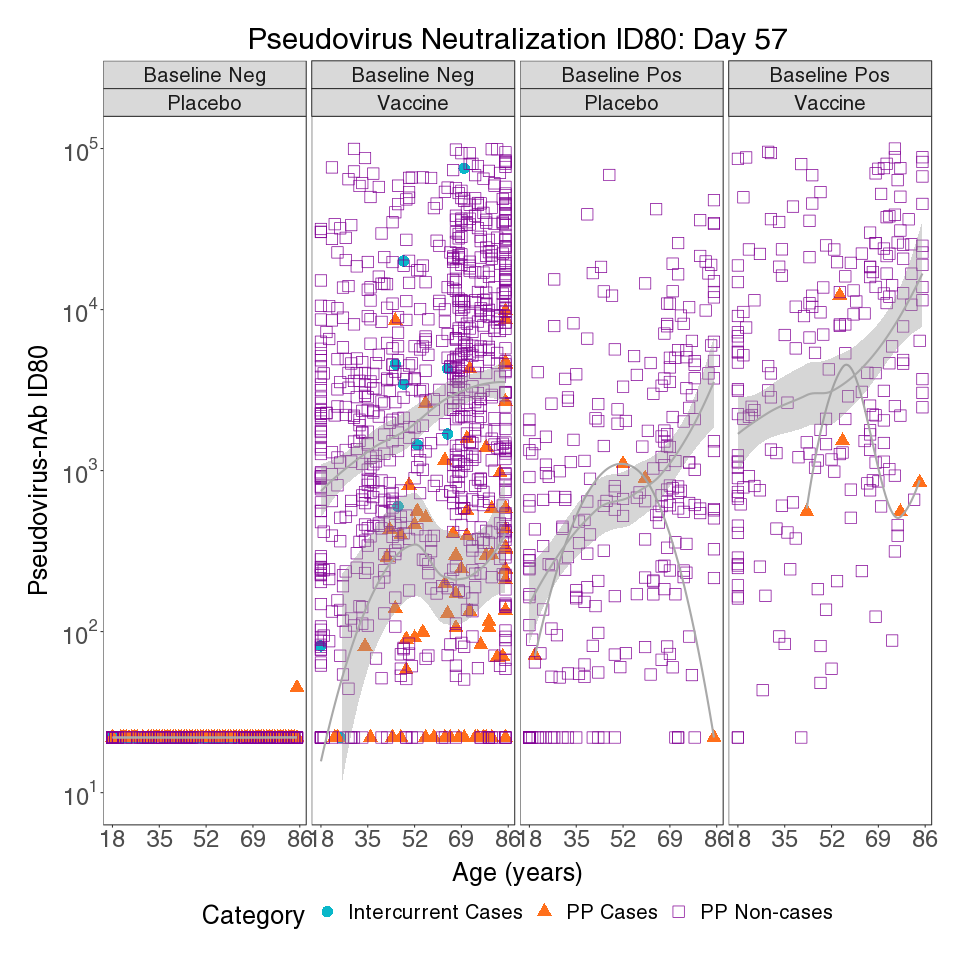 Pseudovirus Neutralization ID80: Day 57
Baseline Neg Baseline Neg Baseline Pos Baseline Pos
Placebo Vaccine Placebo Vaccine
10^5
10^4
10^3
10^2
10^1
Pseudovirus-nAb ID80
18 35 52 69 86 18 35 52 69 86 18 35 52 69 86 18 35 52 69 86
Age (years)
Category Intercurrent Cases PP Cases PP Non-cases